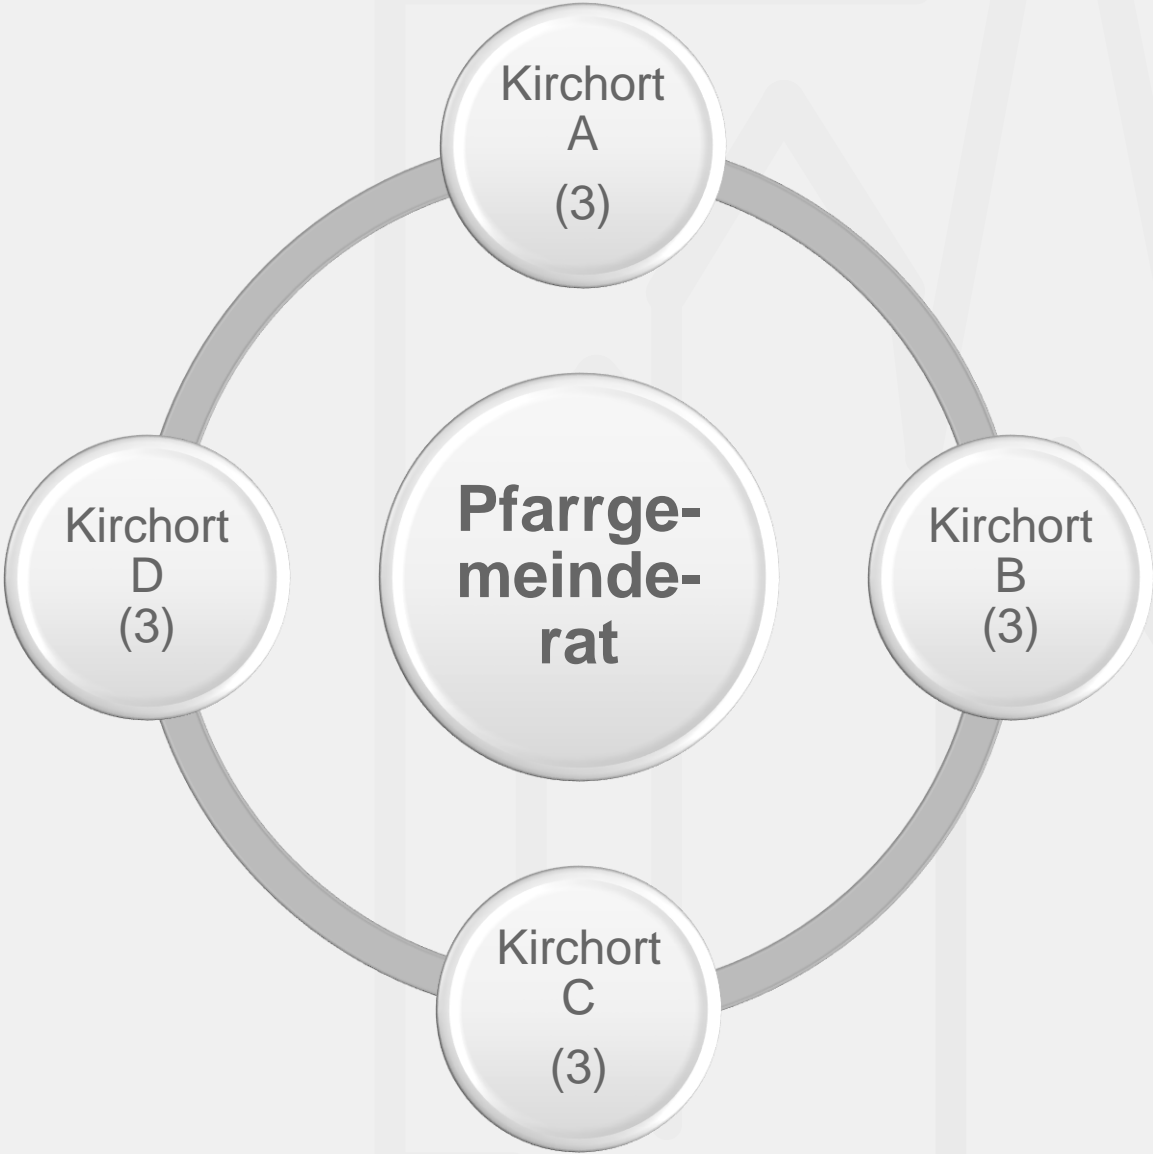 Kirchort
A
(3)
Pfarrge-
meinde-
rat
Kirchort
D
(3)
Kirchort
B
(3)
Kirchort
C
(3)